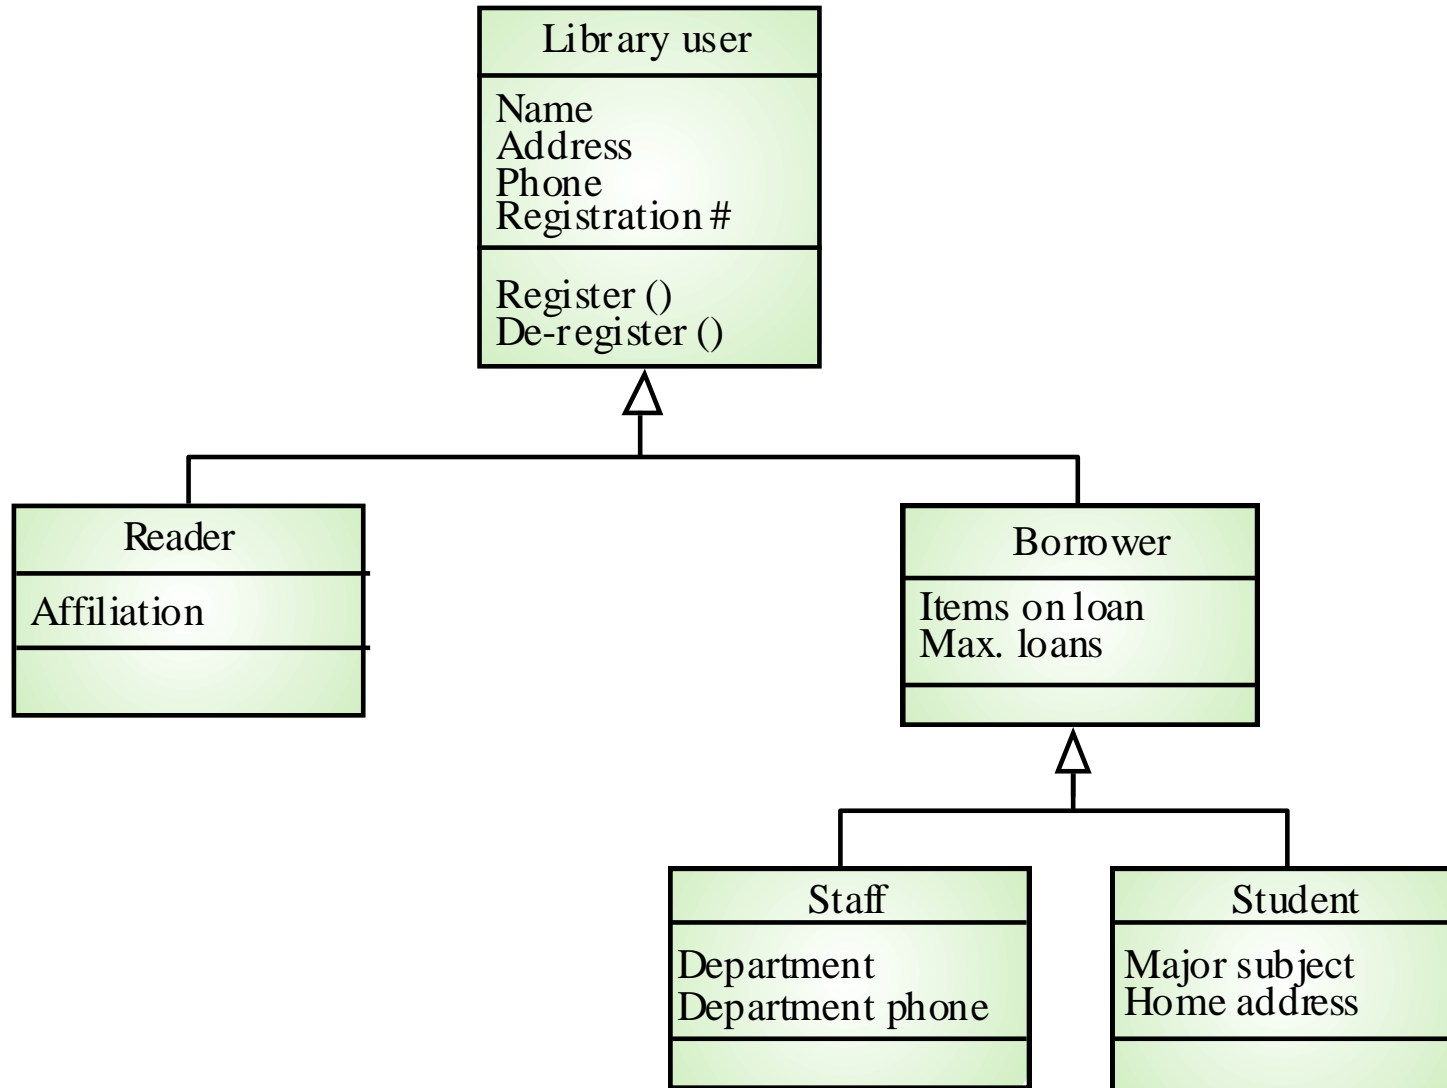 Library user
Name
Address
Phone
Registration #
Register ()
De-register ()
Reader
Affiliation
Borrower
Items on loan
Max. loans
Staff
Department
Department phone
Student
Major subject
Home address